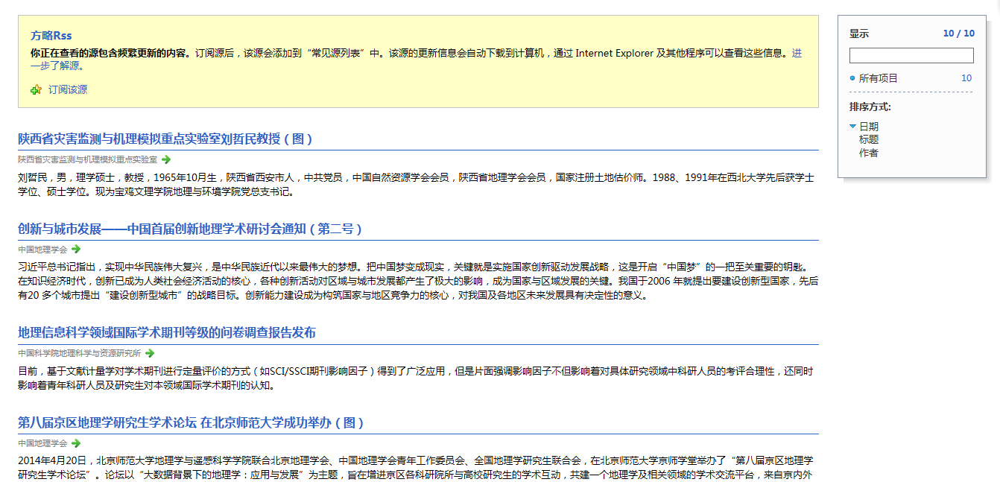 方略Rss
你正在查看的源包含频繁更新的内容。订阅源后，该源会添加到“常见源列表”中。该源的更新信息会自动下载到计算机，通过 Internet Explorer 及其他程序可以查看这些信息。进
一步了解源。
订阅该源
陕西省灾害监测与机理模拟重点实验室刘哲民教授（图）
陕西省灾害监测与机理模拟重点实验室
刘哲民，男，理学硕士，教授，1965年10月生，陕西省西安市人，中共党员，中国自然资源学会会员，陕西省地理学会会员，国家注册土地估价师。1988、1991年在西北大学先后获学士
学位、硕士学位。现为宝鸡文理学院地理与环境学院党总支书记。
创新与城市发展——中国首届创新地理学术研讨会通知（第二号）
中国地理学会
习近平总书记指出，实现中华民族伟大复兴，是中华民族近代以来最伟大的梦想。把中国梦变成现实，关键就是实施国家创新驱动发展战略，这是开启“中国梦”的一把至关重要的钥匙。
在知识经济时代，创新已成为人类社会经济活动的核心，各种创新活动对区域与城市发展都产生了极大的影响，成为国家与区域发展的关键。我国于2006 年就提出要建设创新型国家，先后
有20 多个城市提出“建设创新型城市”的战略目标。创新能力建设成为构筑国家与地区竞争力的核心，对我国及各地区未来发展具有决定性的意义。
地理信息科学领域国际学术期刊等级的问卷调查报告发布
中国科学院地理科学与资源研究所
目前，基于文献计量学对学术期刊进行定量评价的方式（如SCI/SSCI期刊影响因子）得到了广泛应用，但是片面强调影响因子不但影响着对具体研究领域中科研人员的考评合理性，还同时
影响着青年科研人员及研究生对本领域国际学术期刊的认知。
第八届京区地理学研究生学术论坛 在北京师范大学成功举办（图）
中国地理学会
2014年4月20日，北京师范大学地理学与遥感科学学院联合北京地理学会、中国地理学会青年工作委员会、全国地理学研究生联合会，在北京师范大学京师学堂举办了“第八届京区地理学
研究生学术论坛”。论坛以“大数据背景下的地理学：应用与发展”为主题，旨在增进京区各科研院所与高校研究生的学术互动，共建一个地理学及相关领域的学术交流平台，来自京内外
显示 10 / 10
所有项目 10
排序方式:
日期
标题
作者